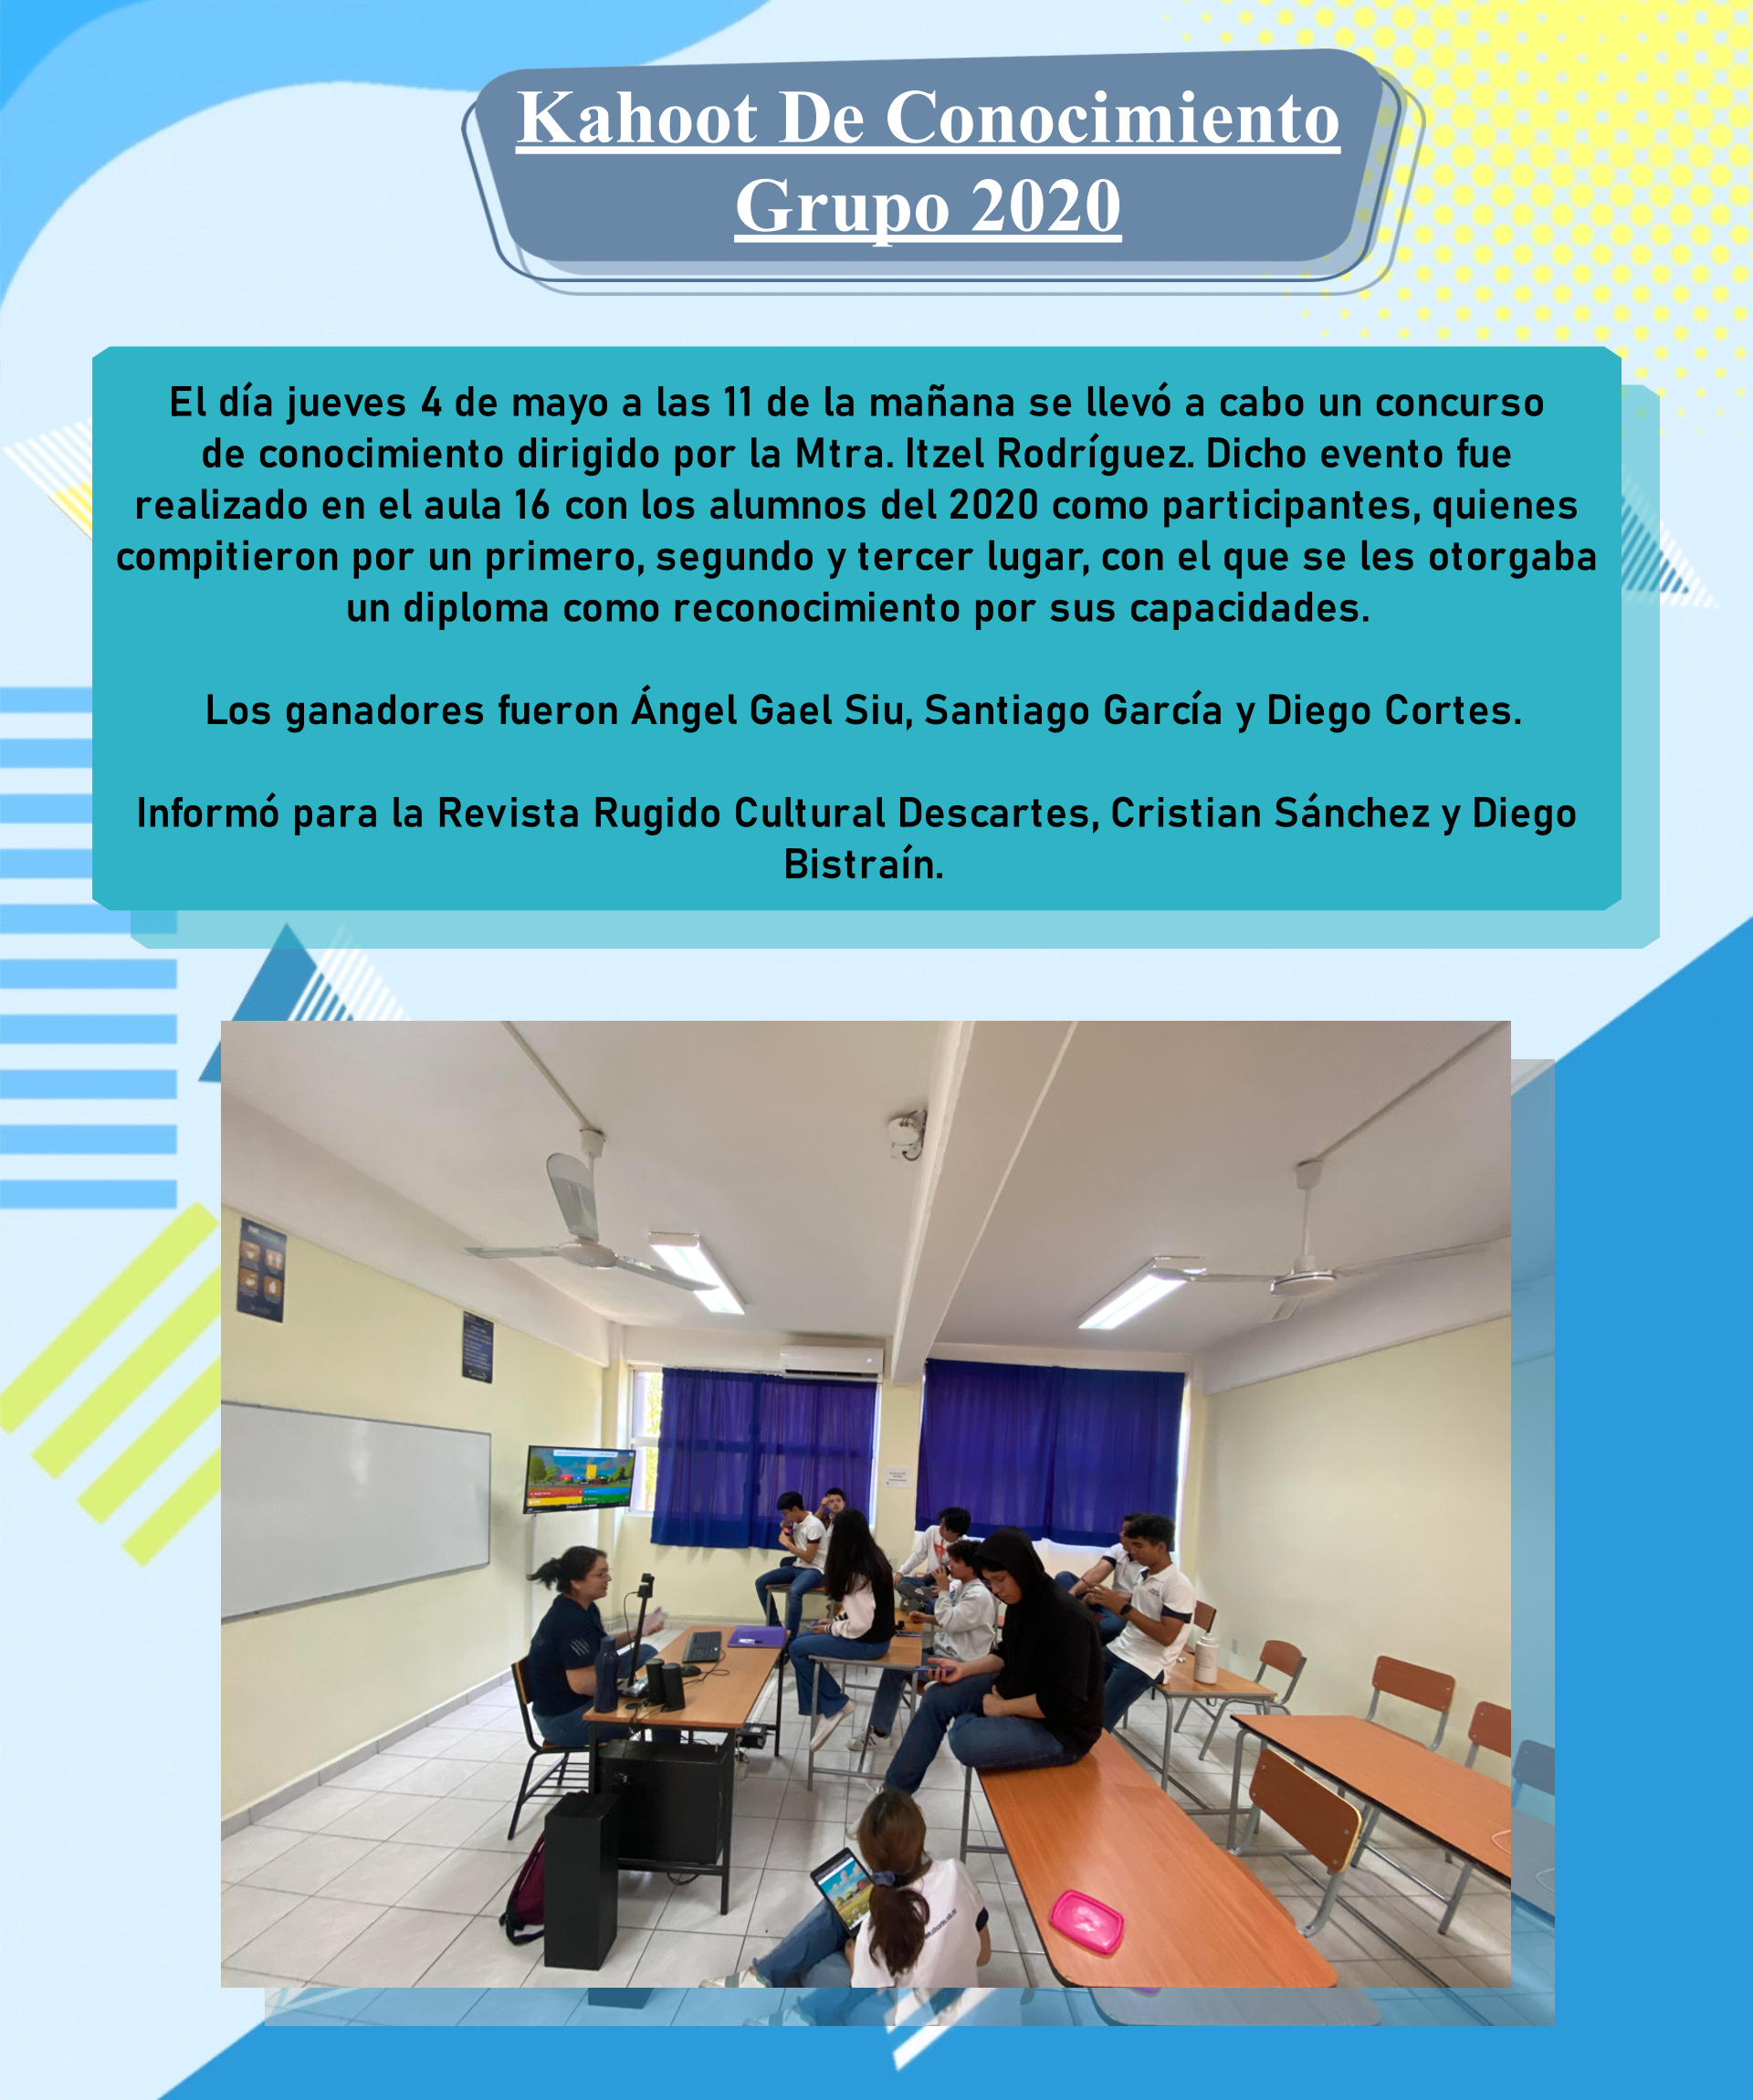 Kahoot De Conocimiento
Grupo 2020
El día jueves 4 de mayo a las 11 de la mañana se llevó a cabo un concurso
de conocimiento dirigido por la Mtra. Itzel Rodríguez. Dicho evento fue
realizado en el aula 16 con los alumnos del 2020 como participantes, quienes
compitieron por un primero, segundo y tercer lugar, con el que se les otorgaba
un diploma como reconocimiento por sus capacidades.
Los ganadores fueron Ángel Gael Siu, Santiago García y Diego Cortes.
Informó para la Revista Rugido Cultural Descartes, Cristian Sánchez y Diego
Bistraín.